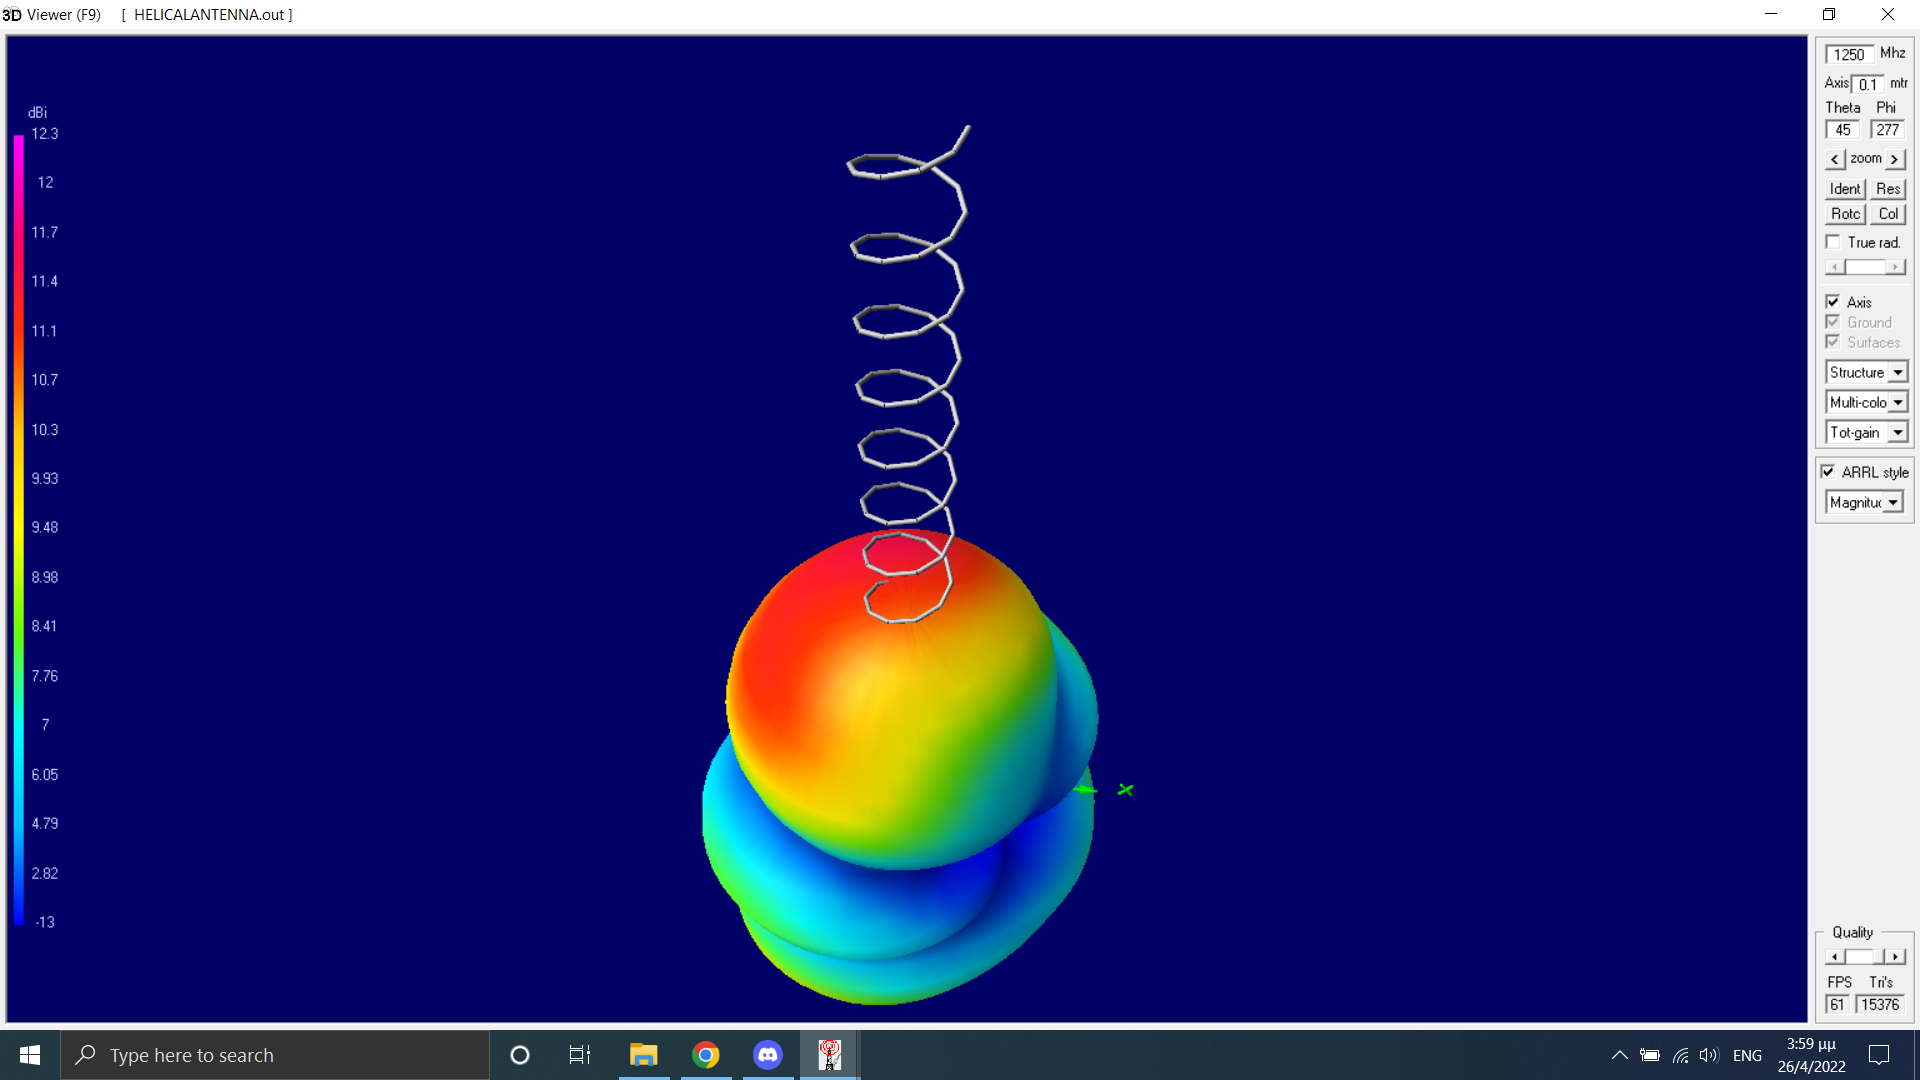 3D Viewer (F9) [ HELICALANTENNA.out ]
dBi
12.3
12
11.7
11.4
11.1
10.7
10.3
9.93
9.48
8.98
8.41
7.76
7
6.05
4.79
2.82
-13
X
1250 Mhz
Axis 0.1 mtr
Theta Phi
45 277
< zoom >
Ident Res
Rotc Col
True rad.
Axis
Ground
Surfaces
Structure
Multi-colo
Tot-gain
ARRL style
Magnituc
Quality
FPS Tri's
61 15376
Type here to search
ENG
3:59 μμ
26/4/2022